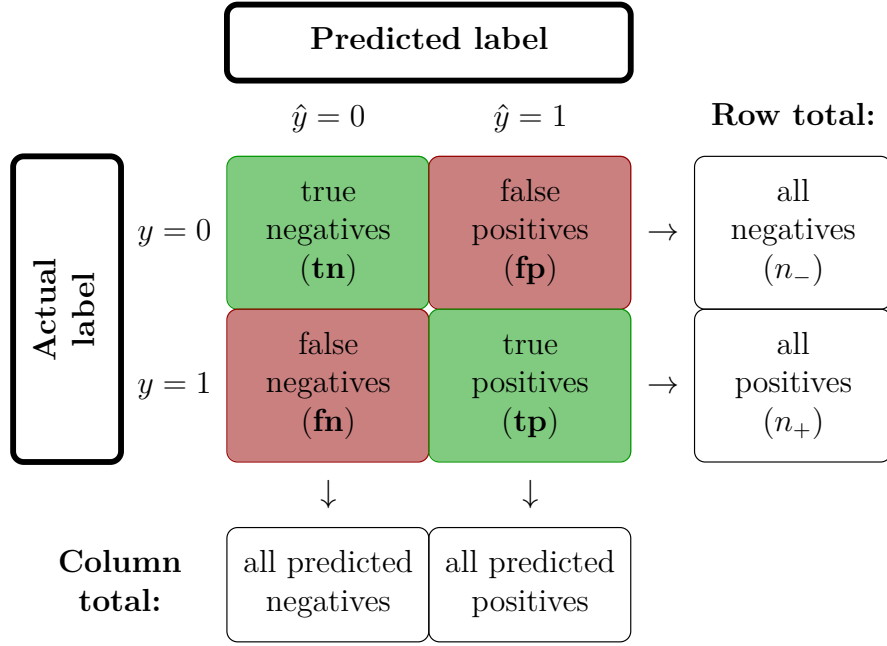 Predicted label
ŷ = 0
ŷ = 1
Row total:
Actual
label
y = 0
true
negatives
(tn)
false
positives
(fp)
→
all
negatives
(n₋)
y = 1
false
negatives
(fn)
true
positives
(tp)
→
all
positives
(n₊)
↓
↓
Column
total:
all predicted
negatives
all predicted
positives